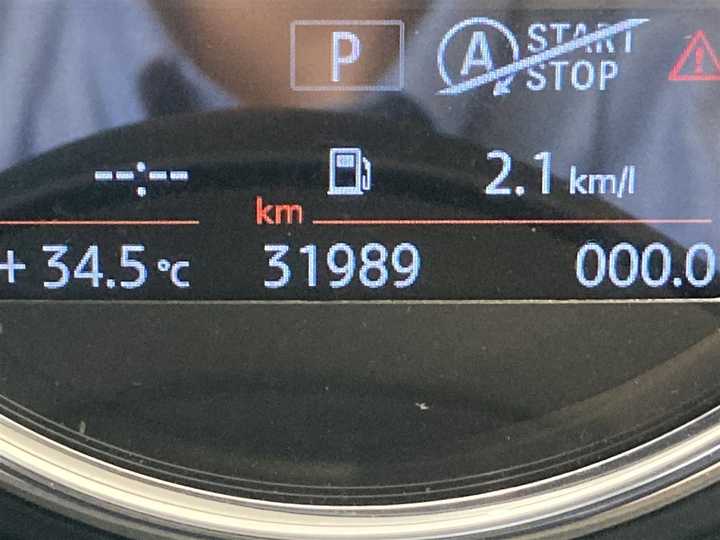 P
A START
STOP
--:-- 2.1 km/l
km
+ 34.5 °C 31989 000.0